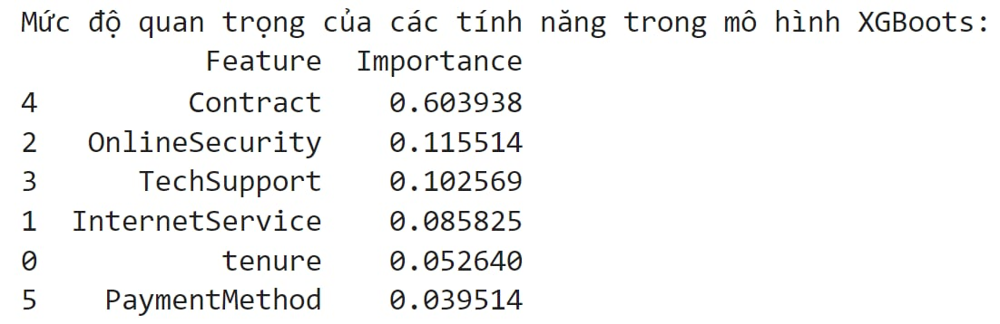 Mức độ quan trọng của các tính năng trong mô hình XGBoots:
Feature Importance
4 Contract 0.603938
2 OnlineSecurity 0.115514
3 TechSupport 0.102569
1 InternetService 0.085825
0 tenure 0.052640
5 PaymentMethod 0.039514